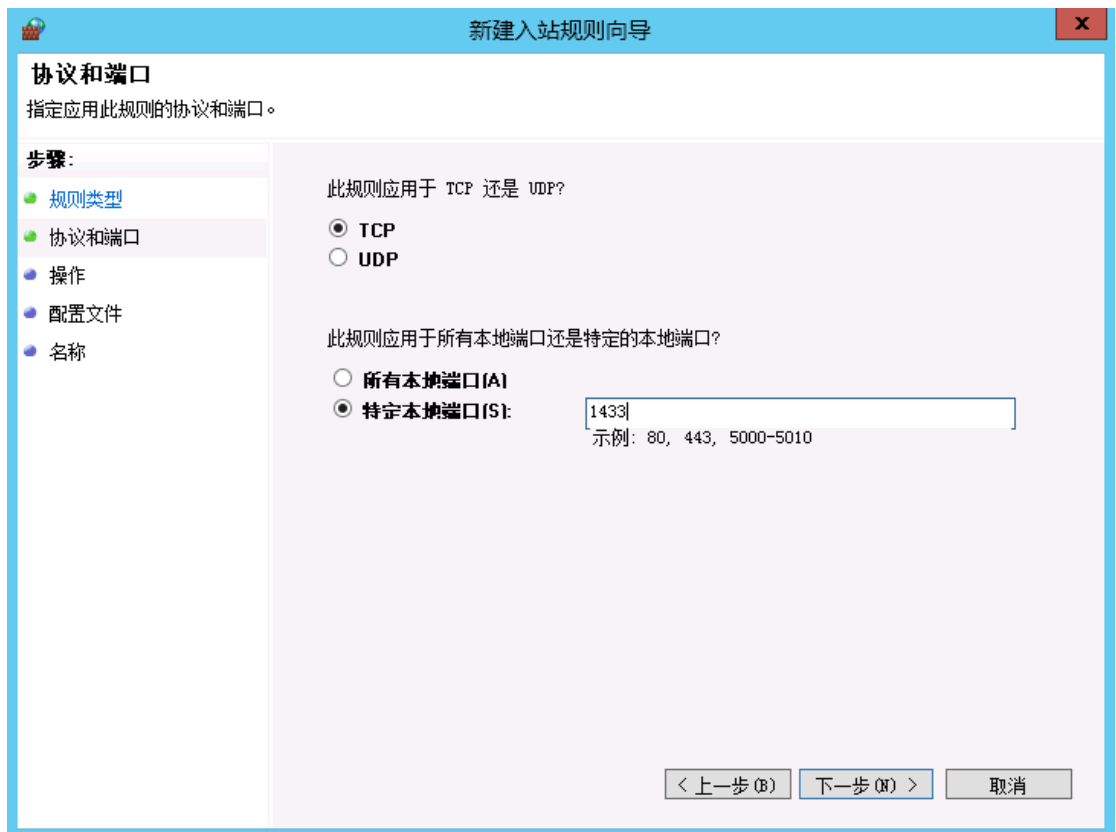 新建入站规则向导
x
协议和端口
指定应用此规则的协议和端口。
步骤:
规则类型
协议和端口
操作
配置文件
名称
此规则应用于 TCP 还是 UDP?
TCP
UDP
此规则应用于所有本地端口还是特定的本地端口?
所有本地端口(A)
特定本地端口(S):
1433
示例: 80, 443, 5000-5010
< 上一步(B)
下一步(N) >
取消